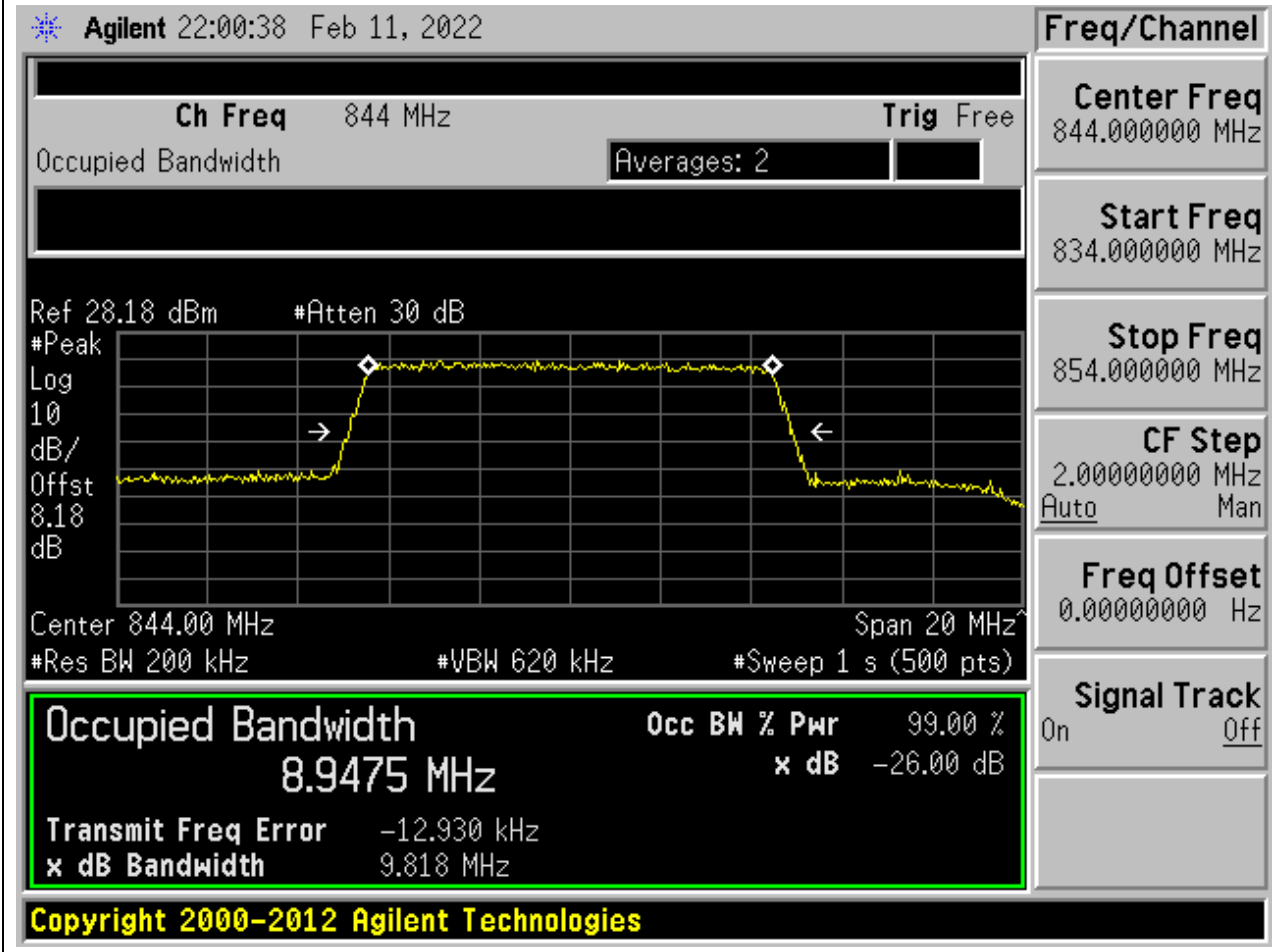 Agilent 22:00:38 Feb 11, 2022
Ch Freq 844 MHz Trig Free
Occupied Bandwidth Averages: 2
Ref 28.18 dBm #Atten 30 dB
#Peak
Log
10
dB/
Offst
8.18
dB
Center 844.00 MHz Span 20 MHz^
#Res BW 200 kHz #VBW 620 kHz #Sweep 1 s (500 pts)
Occupied Bandwidth Occ BW % Pwr 99.00 %
8.9475 MHz x dB -26.00 dB
Transmit Freq Error -12.930 kHz
x dB Bandwidth 9.818 MHz
Copyright 2000-2012 Agilent Technologies
Freq/Channel
Center Freq
844.000000 MHz
Start Freq
834.000000 MHz
Stop Freq
854.000000 MHz
CF Step
2.00000000 MHz
Auto Man
Freq Offset
0.00000000 Hz
Signal Track
On Off